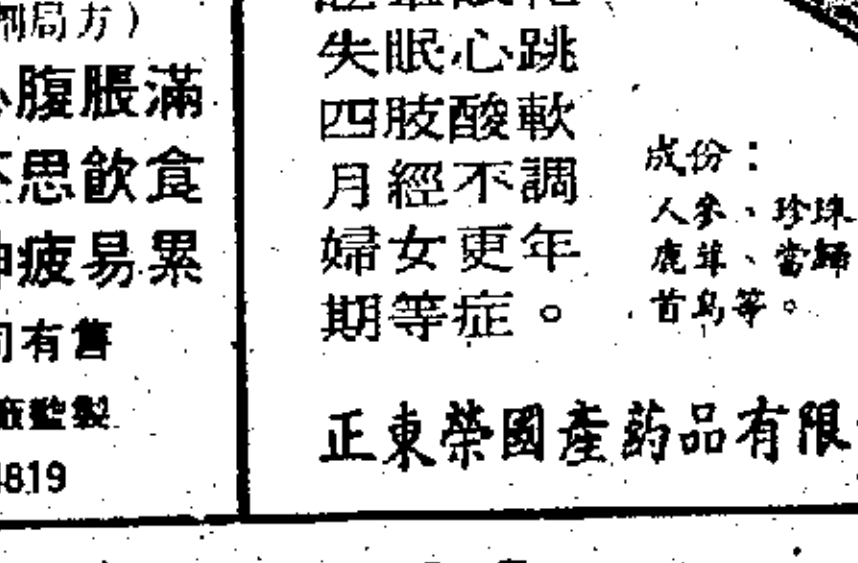 劑局方)
腹脹滿
不思飲食
神疲易累
司有售
廠監製
4819
失眠心跳
四肢酸軟
月經不調
婦女更年
期等症。
成份：
人參、珍珠
鹿茸、當歸
首烏等。
正東榮國產葯品有限